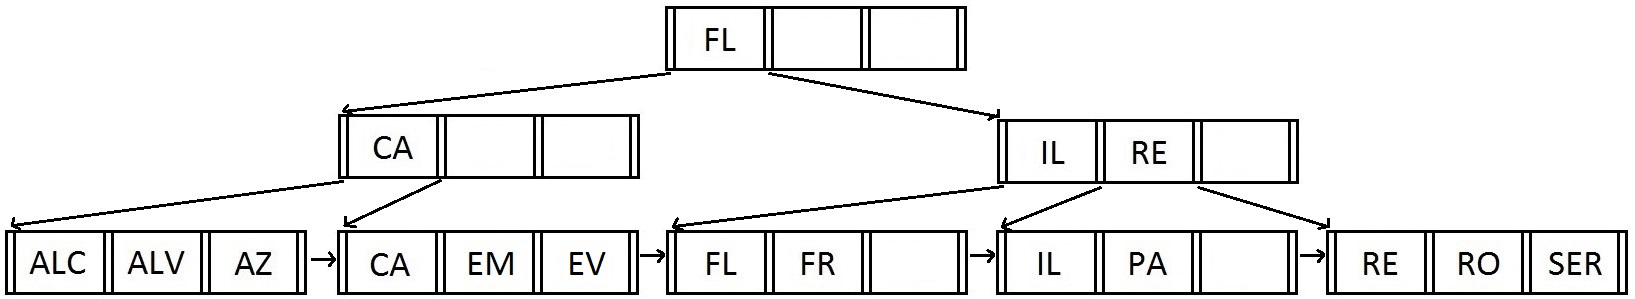 FL
CA
IL RE
ALC ALV AZ CA EM EV FL FR IL PA RE RO SER